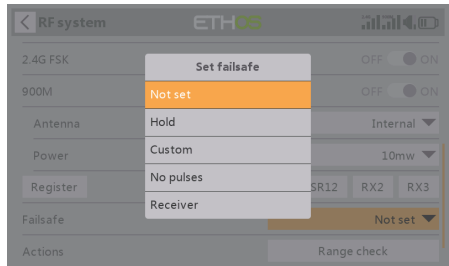 RF system
ETHOS
2.4G FSK OFF ON
Set failsafe
Not set
Hold
Custom
No pulses
Receiver
900M OFF ON
Antenna Internal
Power 10mw
Register SR12 RX2 RX3
Failsafe Not set
Actions Range check